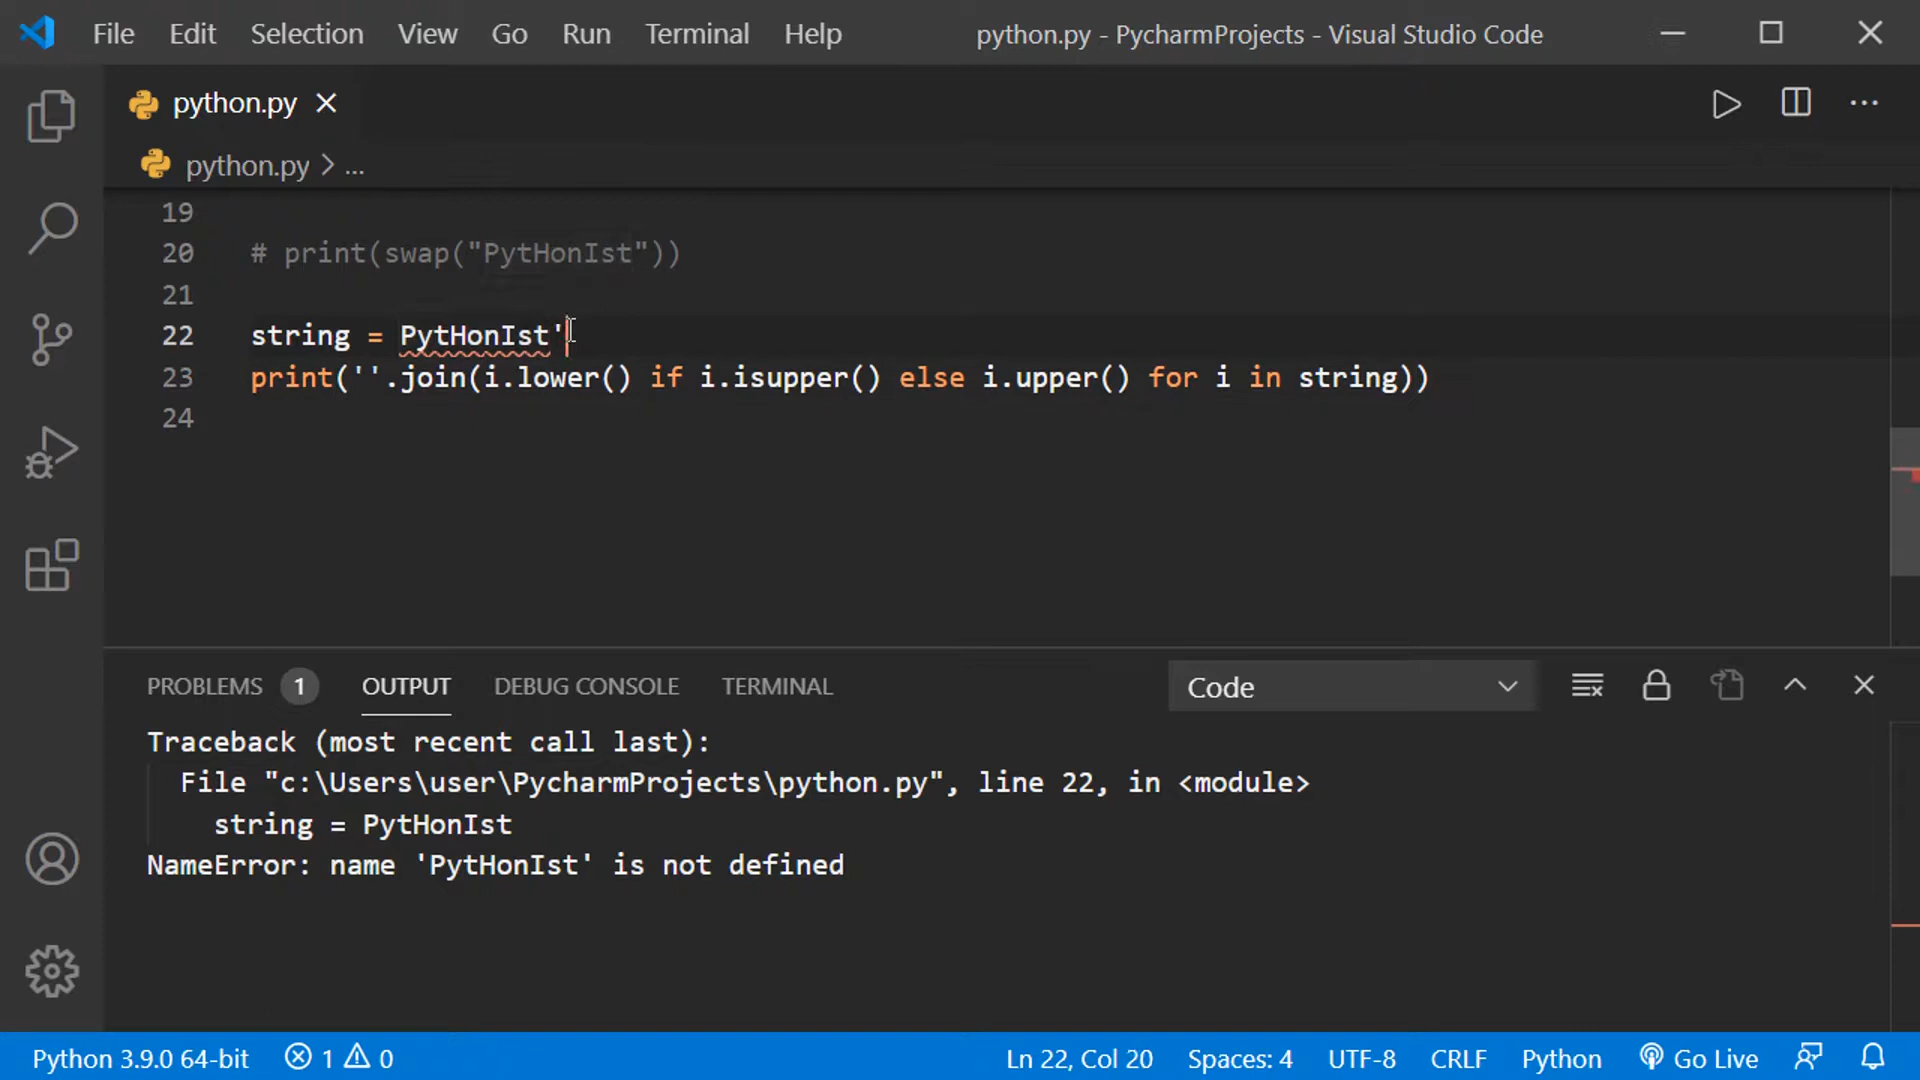 File Edit Selection View Go Run Terminal Help python.py - PycharmProjects - Visual Studio Code
python.py
python.py > ...
19
20 # print(swap("PytHonIst"))
21
22 string = PytHonIst'
23 print(''.join(i.lower() if i.isupper() else i.upper() for i in string))
24
PROBLEMS 1 OUTPUT DEBUG CONSOLE TERMINAL Code
Traceback (most recent call last):
File "c:\Users\user\PycharmProjects\python.py", line 22, in <module>
string = PytHonIst
NameError: name 'PytHonIst' is not defined
Python 3.9.0 64-bit 1 0 Ln 22, Col 20 Spaces: 4 UTF-8 CRLF Python Go Live